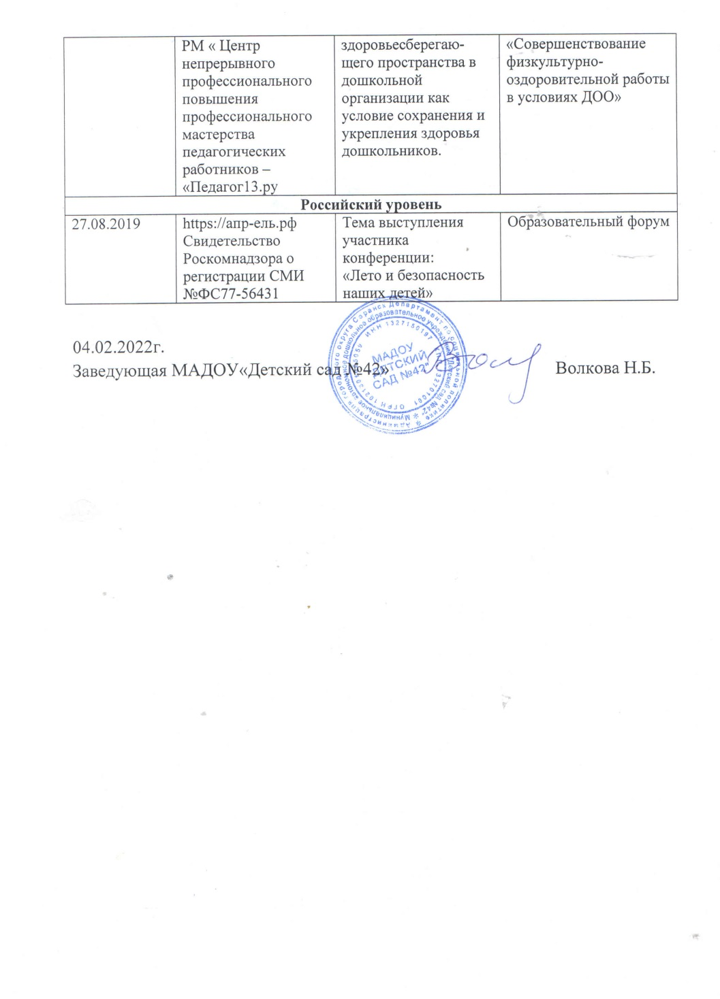 РМ « Центр
непрерывного
профессионального
повышения
профессионального
мастерства
педагогических
работников –
«Педагог13.ру
здоровьесберегаю-
щего пространства в
дошкольной
организации как
условие сохранения и
укрепления здоровья
дошкольников.
«Совершенствование
физкультурно-
оздоровительной работы
в условиях ДОО»
Российский уровень
27.08.2019
https://апр-ель.рф
Свидетельство
Роскомнадзора о
регистрации СМИ
№ФС77-56431
Тема выступления
участника
конференции:
«Лето и безопасность
наших детей»
Образовательный форум
04.02.2022г.
Заведующая МАДОУ«Детский сад №42»
Волкова Н.Б.
МАДОУ
ДЕТСКИЙ
САД №42"
ИНН 1327150197